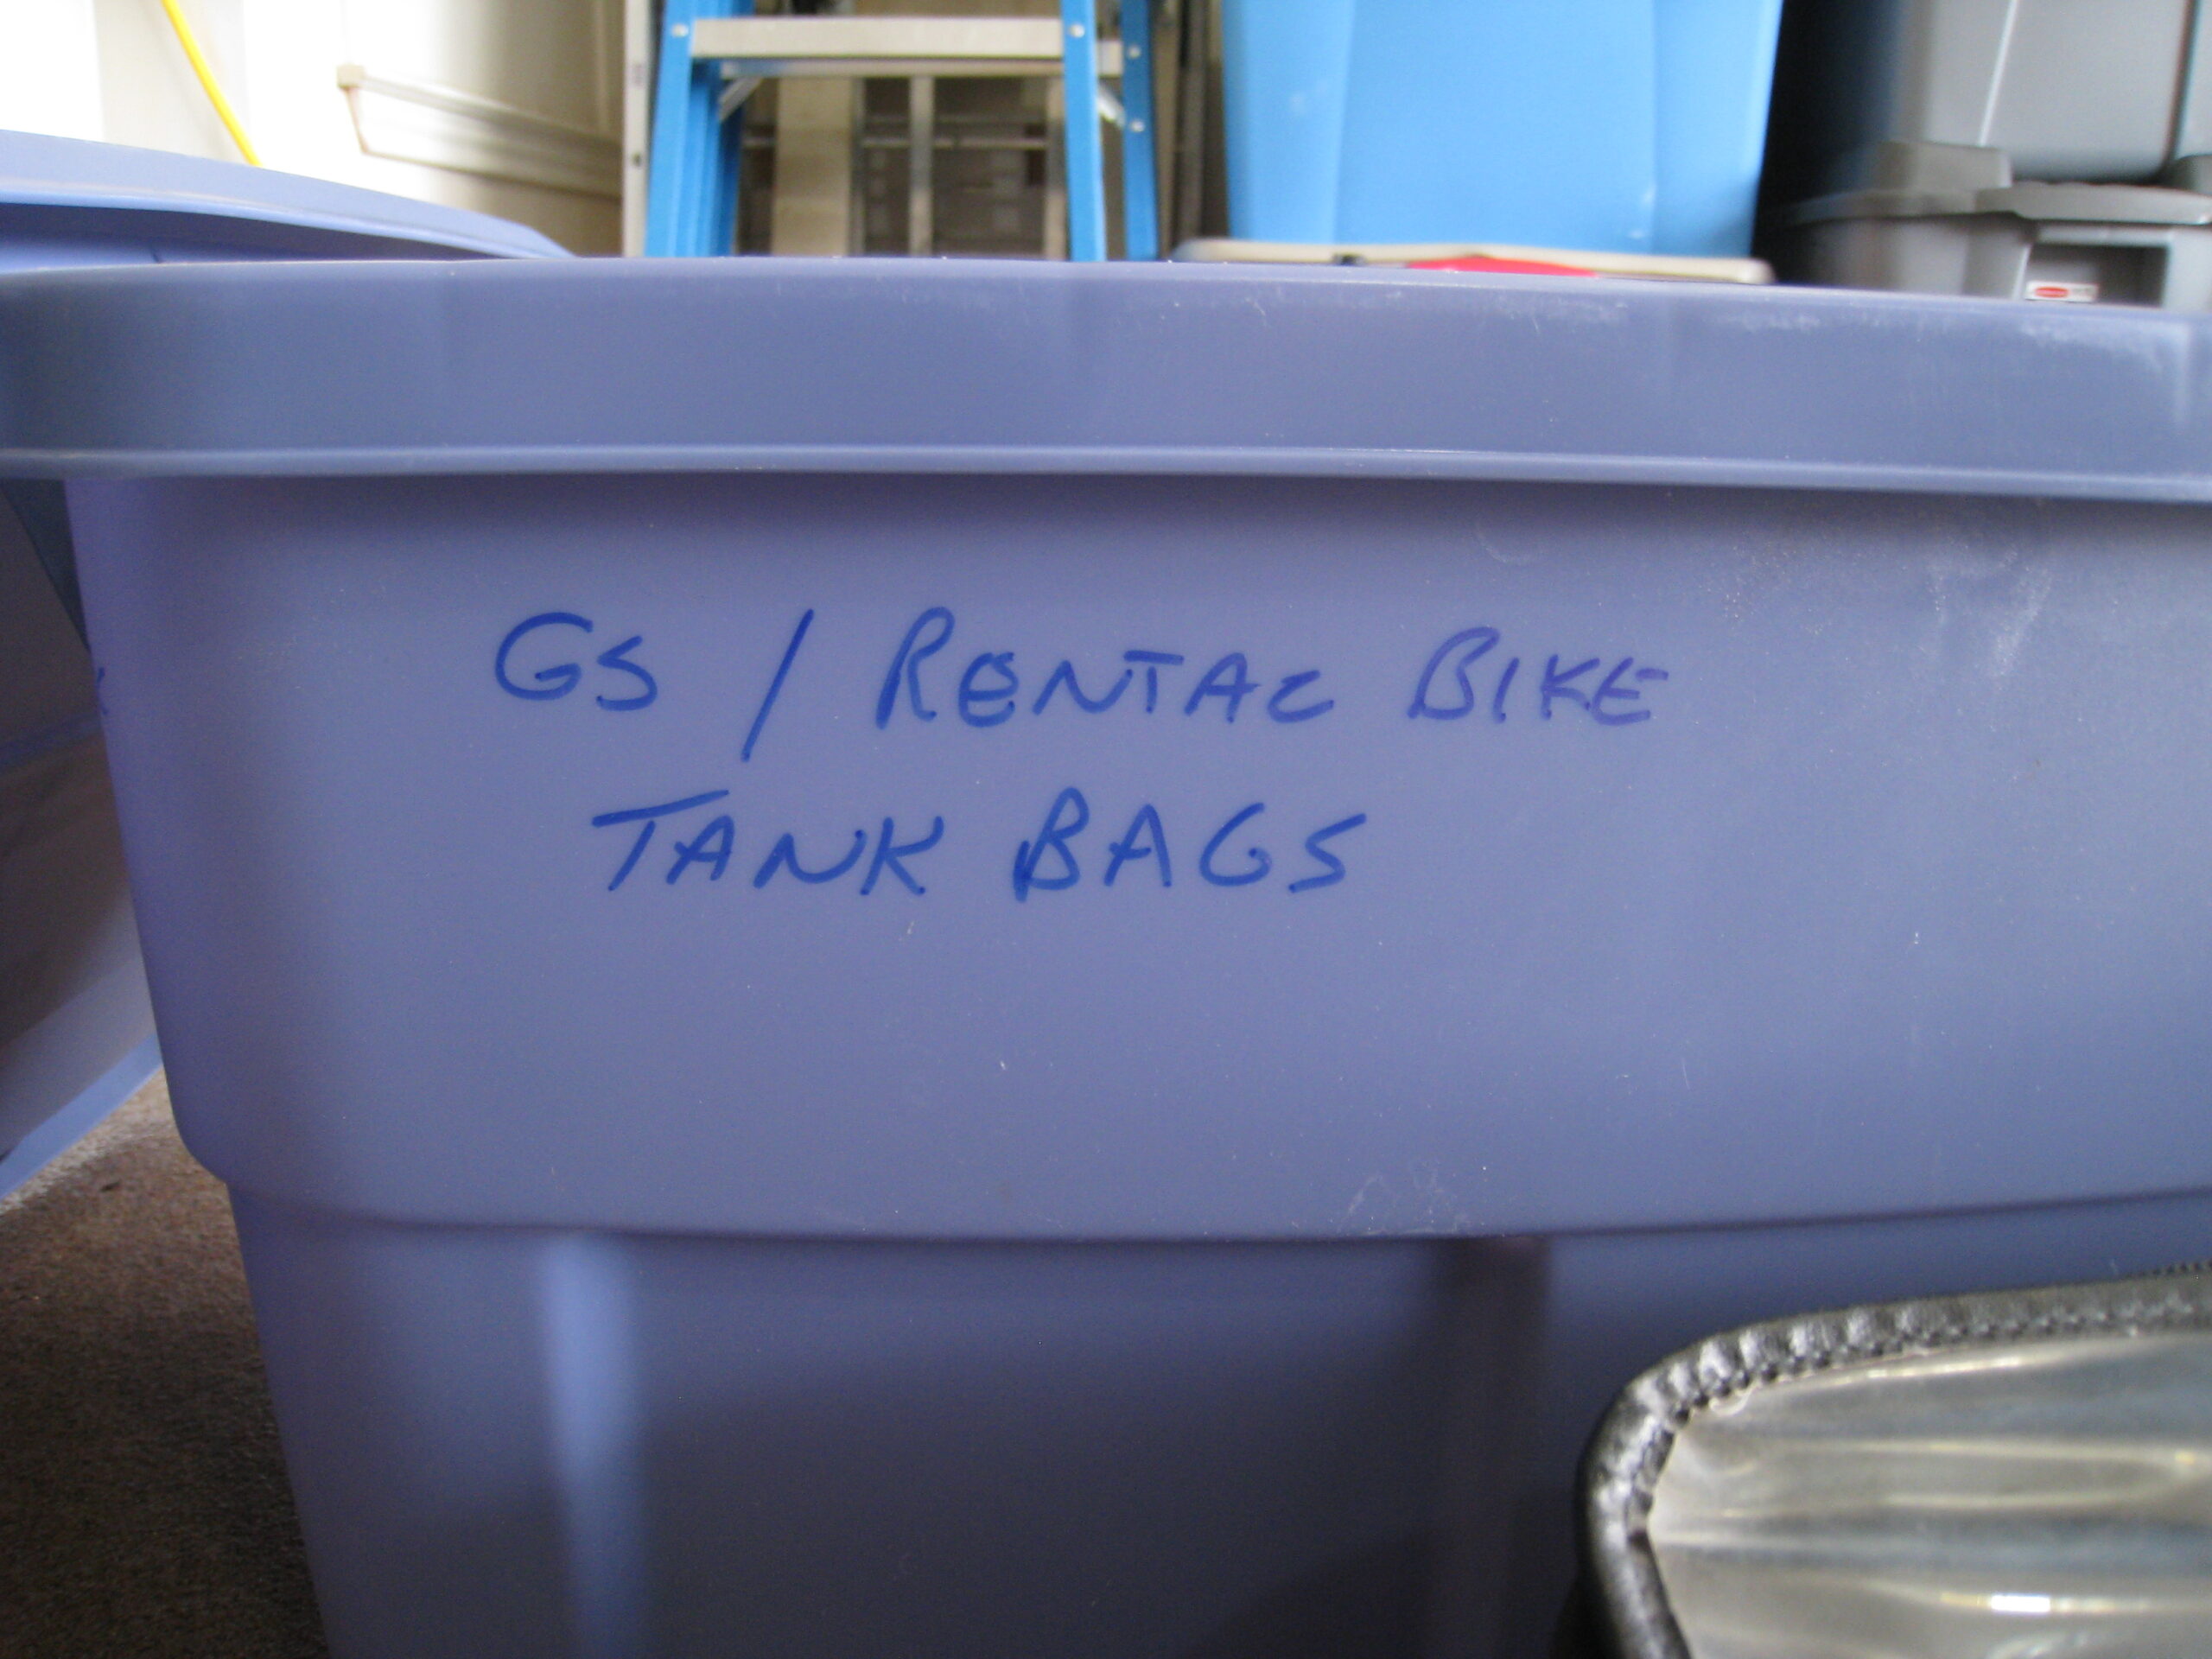 GS / RENTAL BIKE
TANK BAGS